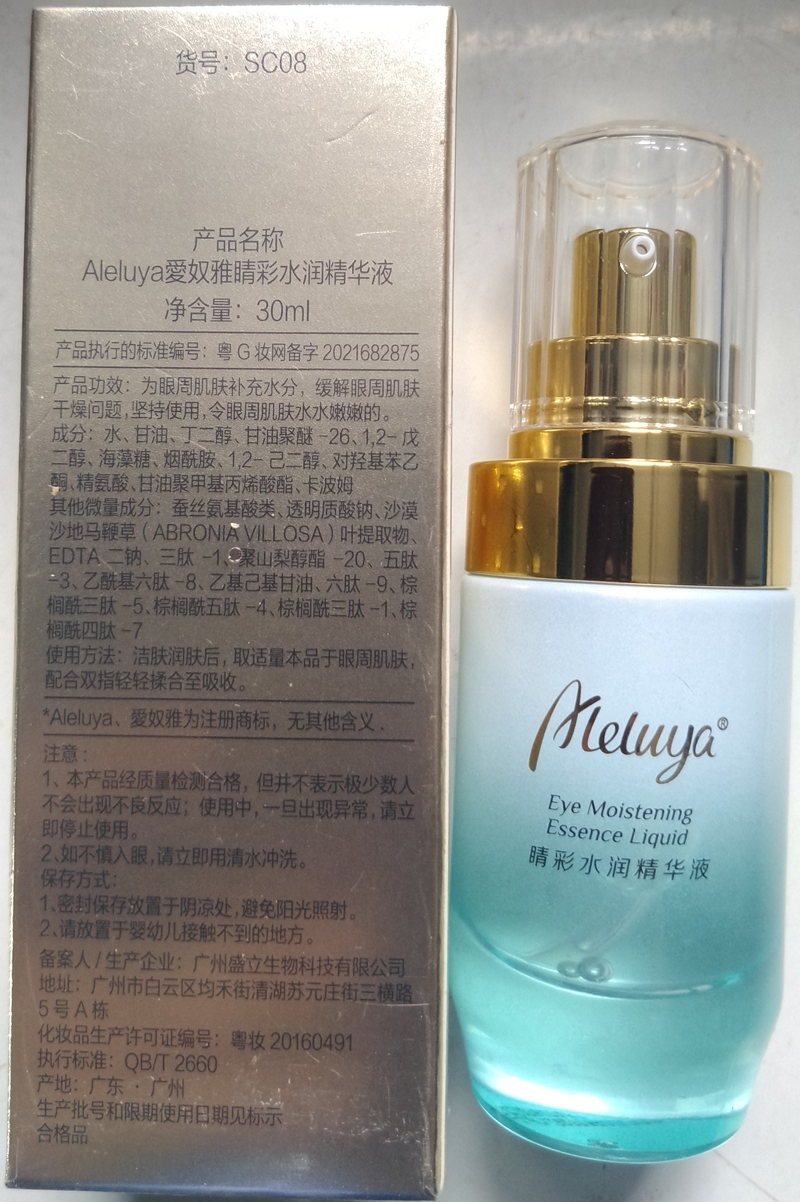 货号：SC08
产品名称
Aleluya愛奴雅睛彩水润精华液
净含量：30ml
产品执行的标准编号：粤G妆网备字2021682875
产品功效：为眼周肌肤补充水分，缓解眼周肌肤
干燥问题,坚持使用,令眼周肌肤水水嫩嫩的。
成分：水、甘油、丁二醇、甘油聚醚-26、1,2-戊
二醇、海藻糖、烟酰胺、1,2-己二醇、对羟基苯乙
酮、精氨酸、甘油聚甲基丙烯酸酯、卡波姆
其他微量成分：蚕丝氨基酸类、透明质酸钠、沙漠
沙地马鞭草（ABRONIA VILLOSA）叶提取物、
EDTA 二钠、三肽-1、聚山梨醇酯-20、五肽
-3、乙酰基六肽-8、乙基己基甘油、六肽-9、棕
榈酰三肽-5、棕榈酰五肽-4、棕榈酰三肽-1、棕
榈酰四肽-7
使用方法：洁肤润肤后，取适量本品于眼周肌肤，
配合双指轻轻揉合至吸收。
*Aleluya、愛奴雅为注册商标，无其他含义.
注意：
1、本产品经质量检测合格，但并不表示极少数人
不会出现不良反应；使用中,一旦出现异常,请立
即停止使用。
2、如不慎入眼,请立即用清水冲洗。
保存方式：
1、密封保存放置于阴凉处,避免阳光照射。
2、请放置于婴幼儿接触不到的地方。
备案人/生产企业：广州盛立生物科技有限公司
地址：广州市白云区均禾街清湖苏元庄街三横路
5号A栋
化妆品生产许可证编号：粤妆20160491
执行标准：QB/T 2660
产地：广东·广州
生产批号和限期使用日期见标示
合格品
Aleluya®
Eye Moistening
Essence Liquid
睛彩水润精华液